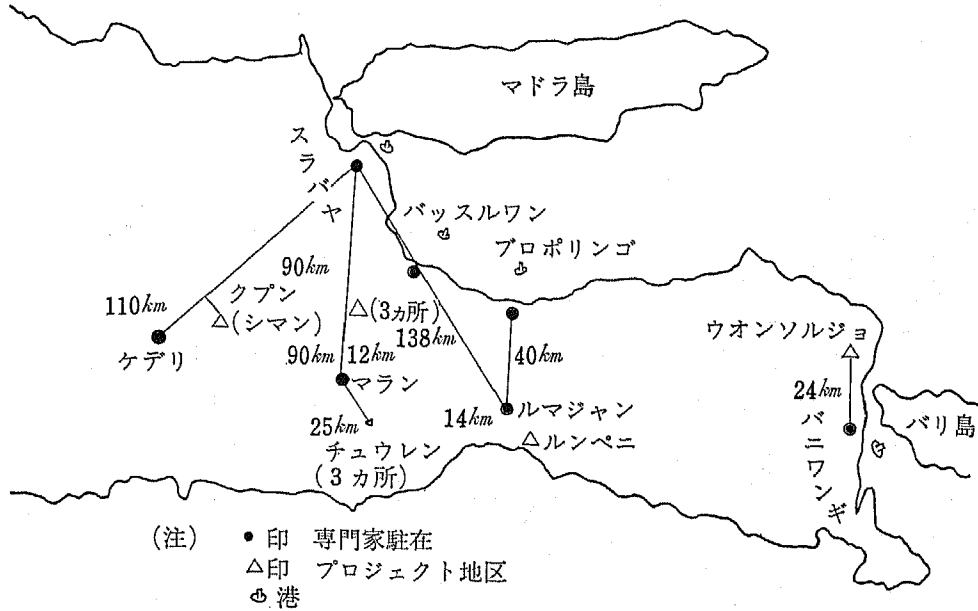 マドラ島
スラバヤ
バッスルワン
プロポリンゴ
90km
110km
クプン
△(シマン)
ケデリ
△(3ヵ所)
138km
90km
12km
マラン
40km
14km
ルマジャン
△ルンペニ
25km
チュウレン
(3カ所)
ウオンソルジョ
24km
バニワンギ
バリ島
(注) ●印 専門家駐在
△印 プロジェクト地区
港